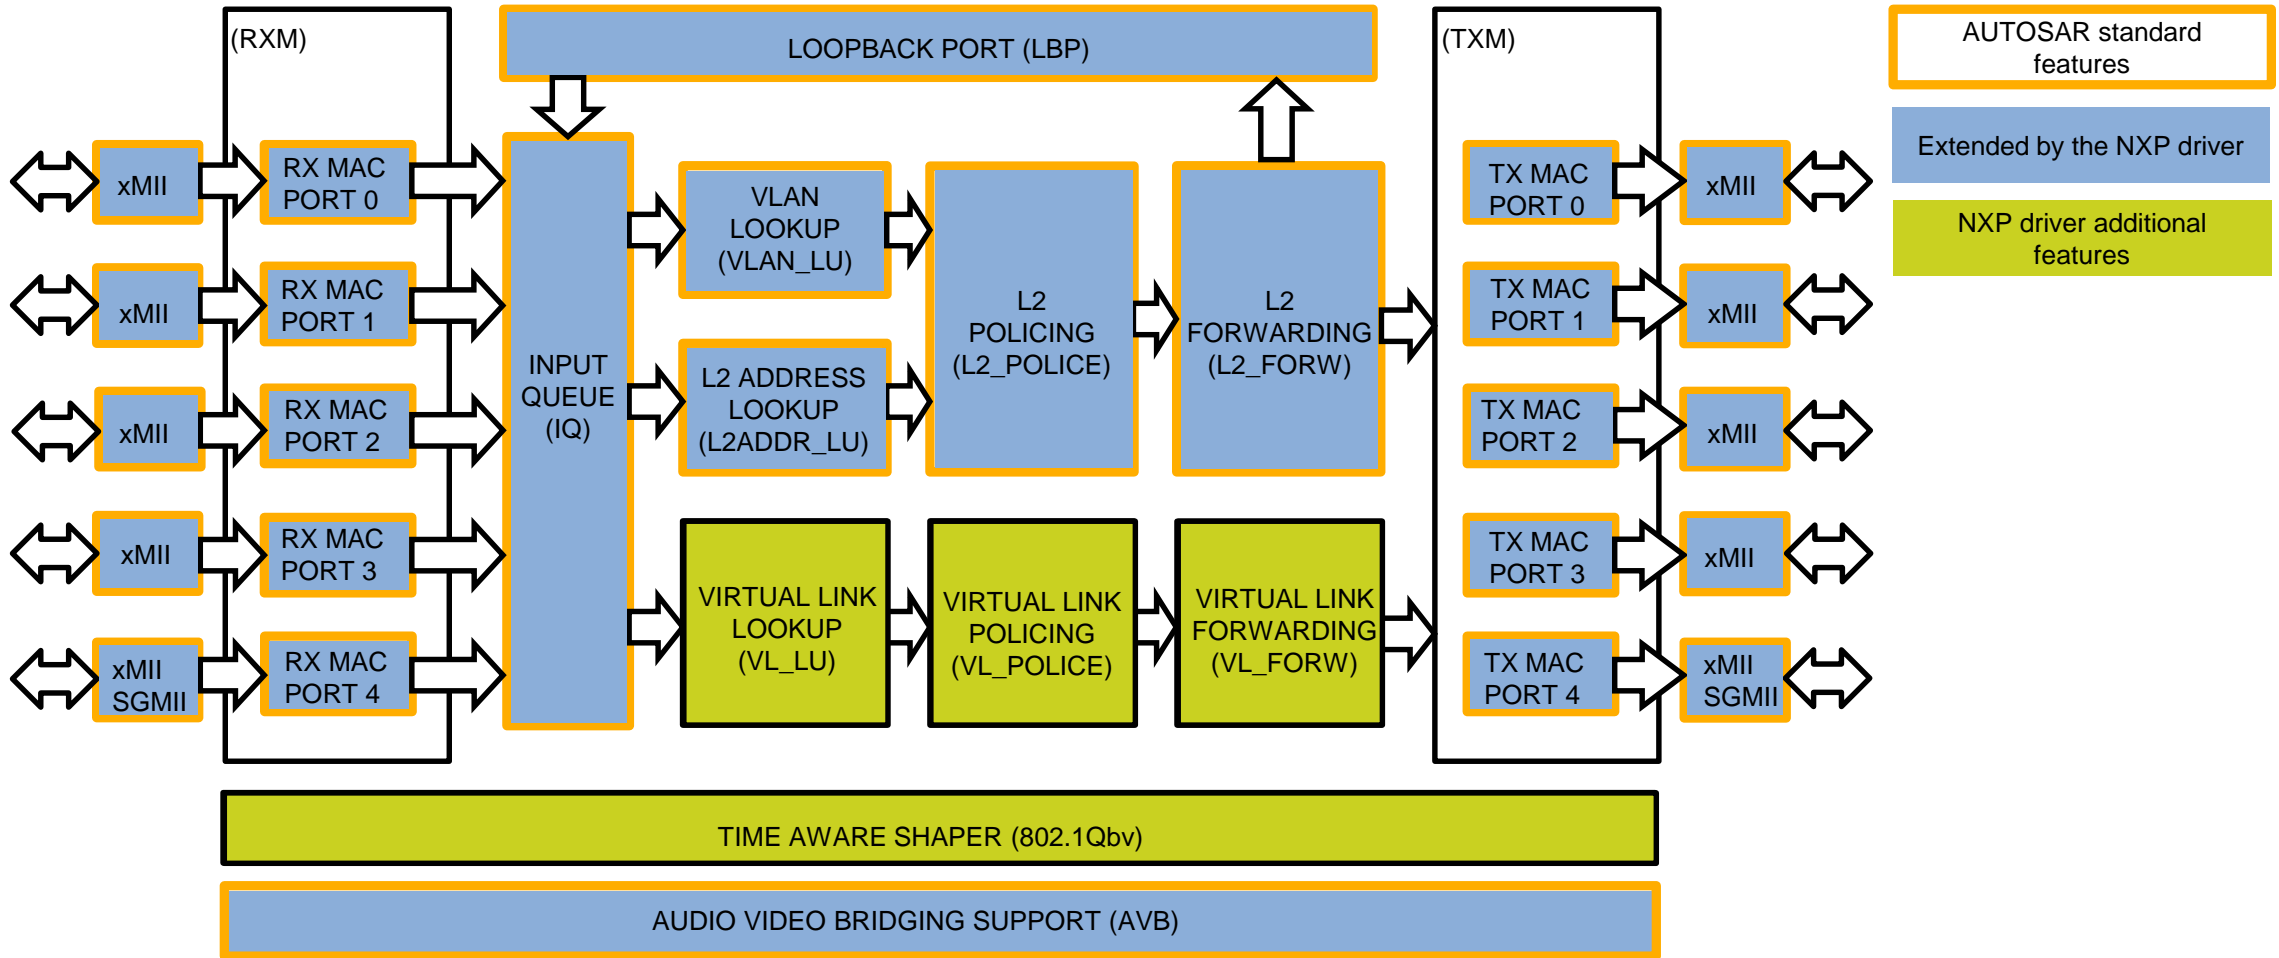 (RXM)
LOOPBACK PORT (LBP)
(TXM)
AUTOSAR standard
features
Extended by the NXP driver
NXP driver additional
features
xMII
RX MAC
PORT 0
xMII
RX MAC
PORT 1
xMII
RX MAC
PORT 2
xMII
RX MAC
PORT 3
xMII
SGMII
RX MAC
PORT 4
INPUT
QUEUE
(IQ)
VLAN
LOOKUP
(VLAN_LU)
L2 ADDRESS
LOOKUP
(L2ADDR_LU)
L2
POLICING
(L2_POLICE)
L2
FORWARDING
(L2_FORW)
VIRTUAL LINK
LOOKUP
(VL_LU)
VIRTUAL LINK
POLICING
(VL_POLICE)
VIRTUAL LINK
FORWARDING
(VL_FORW)
TX MAC
PORT 0
xMII
TX MAC
PORT 1
xMII
TX MAC
PORT 2
xMII
TX MAC
PORT 3
xMII
TX MAC
PORT 4
xMII
SGMII
TIME AWARE SHAPER (802.1Qbv)
AUDIO VIDEO BRIDGING SUPPORT (AVB)